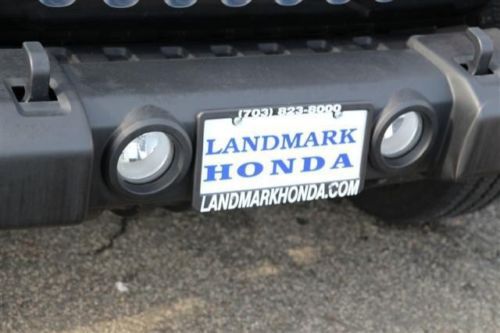 (703) 823-8000
LANDMARK
HONDA
LANDMARKHONDA.COM